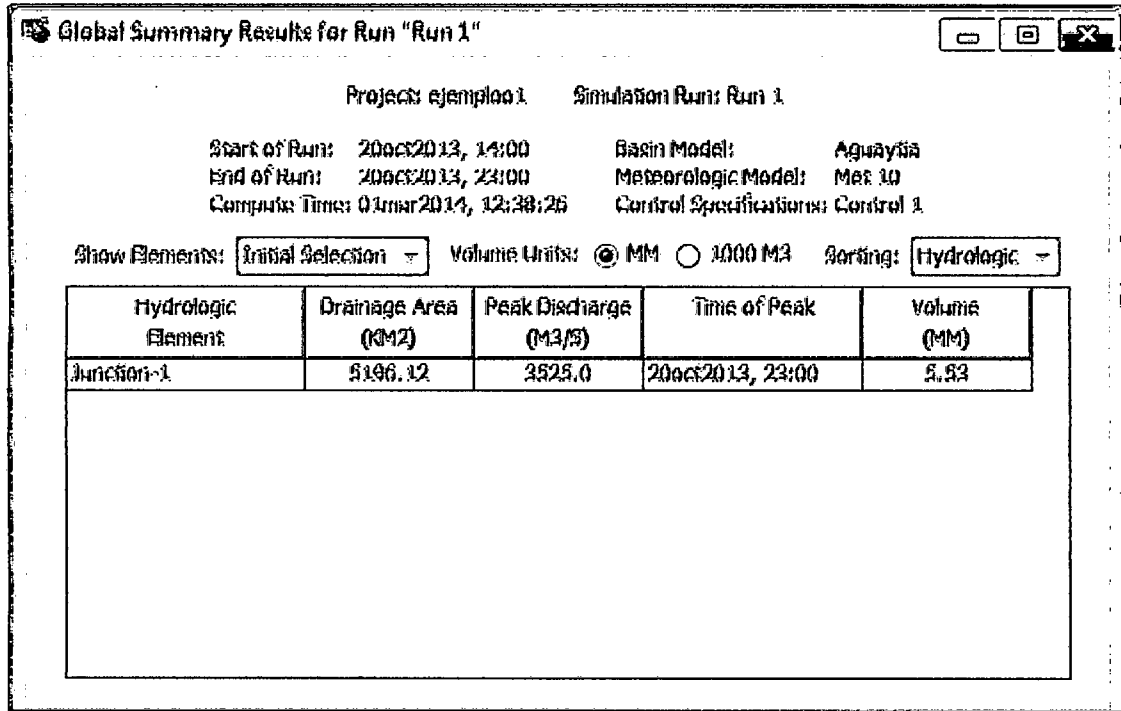 Global Summary Results for Run "Run 1"
Project: ejemploo1 Simulation Run: Run 1
Start of Run: 20oct2013, 14:00 Basin Model: Aguaytia
End of Run: 20oct2013, 23:00 Meteorologic Model: Met 10
Compute Time: 01mar2014, 12:38:26 Control Specifications: Control 1
Show Elements: Initial Selection Volume Units: MM 1000 M3 Sorting: Hydrologic
Hydrologic Drainage Area Peak Discharge Time of Peak Volume
Element (KM2) (M3/S) (MM)
Junction-1 5196.12 3525.0 20oct2013, 23:00 5.53